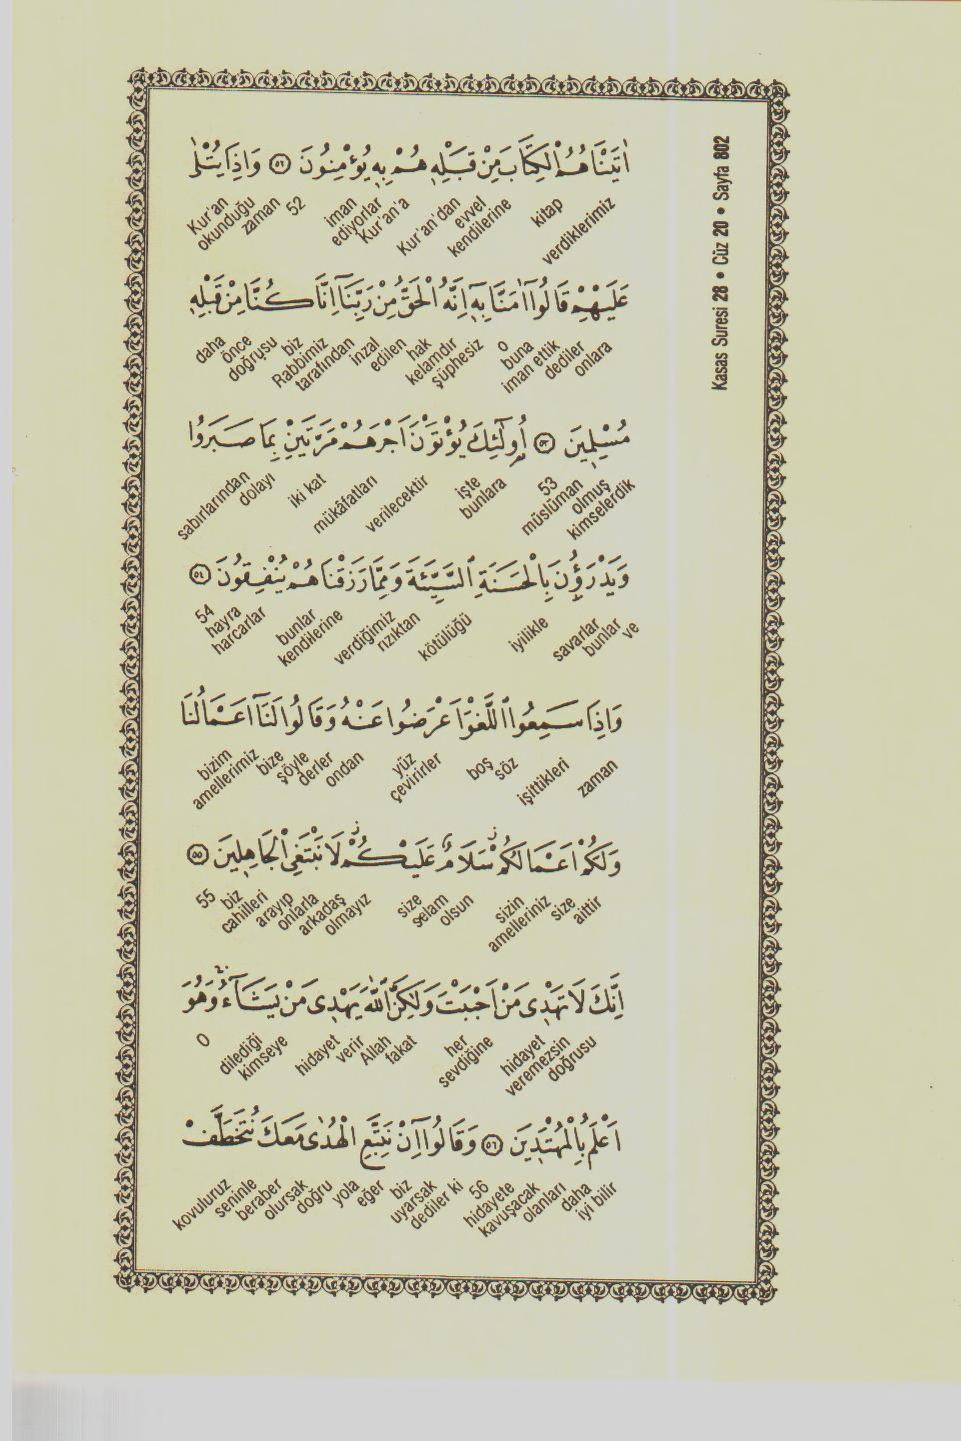 Kasas Suresi 28 • Cüz 20 • Sayfa 802
اٰتَيْنَاهُمُ الْكِتَابَ مِنْ قَبْلِهٖ هُمْ بِهٖ يُؤْمِنُونَ ﴿٥٢﴾ وَاِذَا يُتْلٰى
verdiklerimiz kitap kendilerine evvel Kur'an'dan Kur'an'a ediyorlar iman 52 zaman okunduğu Kur'an
عَلَيْهِمْ قَالُٓوا اٰمَنَّا بِهٖٓ اِنَّهُ الْحَقُّ مِنْ رَبِّنَٓا اِنَّا كُنَّا مِنْ قَبْلِهٖ
onlara dediler iman ettik buna o şüphesiz kelamdır hak edilen inzal tarafından Rabbimiz biz doğrusu önce daha
مُسْلِمٖينَ ﴿٥٣﴾ اُو۬لٰٓئِكَ يُؤْتَوْنَ اَجْرَهُمْ مَرَّتَيْنِ بِمَا صَبَرُوا
kimselerdik olmuş müslüman 53 bunlara işte verilecektir mükâfatları iki kat dolayı sabırlarından
وَيَدْرَؤُ۫نَ بِالْحَسَنَةِ السَّيِّئَةَ وَمِمَّا رَزَقْنَاهُمْ يُنْفِقُونَ ﴿٥٤﴾
ve bunlar savarlar iyilikle kötülüğü rızıktan verdiğimiz kendilerine bunlar harcarlar hayra 54
وَاِذَا سَمِعُوا اللَّغْوَ اَعْرَضُوا عَنْهُ وَقَالُوا لَنَٓا اَعْمَالُنَا
zaman işittikleri söz boş çevirirler yüz ondan derler şöyle bize amellerimiz bizim
وَلَكُمْ اَعْمَالُكُمْۘ سَلَامٌ عَلَيْكُمْۘ لَا نَبْتَغِي الْجَاهِلٖينَ ﴿٥٥﴾
aittir size amelleriniz sizin olsun selam size olmayız arkadaş onlarla arayıp cahilleri biz 55
اِنَّكَ لَا تَهْدٖي مَنْ اَحْبَبْتَ وَلٰكِنَّ اللّٰهَ يَهْدٖي مَنْ يَشَٓاءُۚ وَهُوَ
doğrusu veremezsin hidayet sevdiğine her fakat Allah verir hidayet kimseye dilediği O
اَعْلَمُ بِالْمُهْتَدٖينَ ﴿٥٦﴾ وَقَالُٓوا اِنْ نَتَّبِعِ الْهُدٰى مَعَكَ نُتَخَطَّفْ
iyi bilir daha olanları kavuşacak hidayete 56 dediler ki uyarsak biz eğer yola doğru olursak beraber seninle kovuluruz